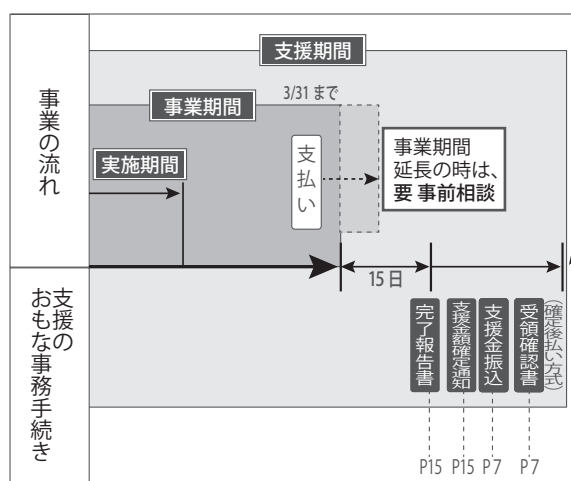 支援期間
3/31 まで
事業期間
事業の流れ
実施期間
支払い
事業期間
延長の時は、
要 事前相談
15 日
支援の
おもな事務手続き
完了報告書
支援金額確定通知
支援金振込
受領確認書
(確定後払い方式)
P15
P15
P7
P7